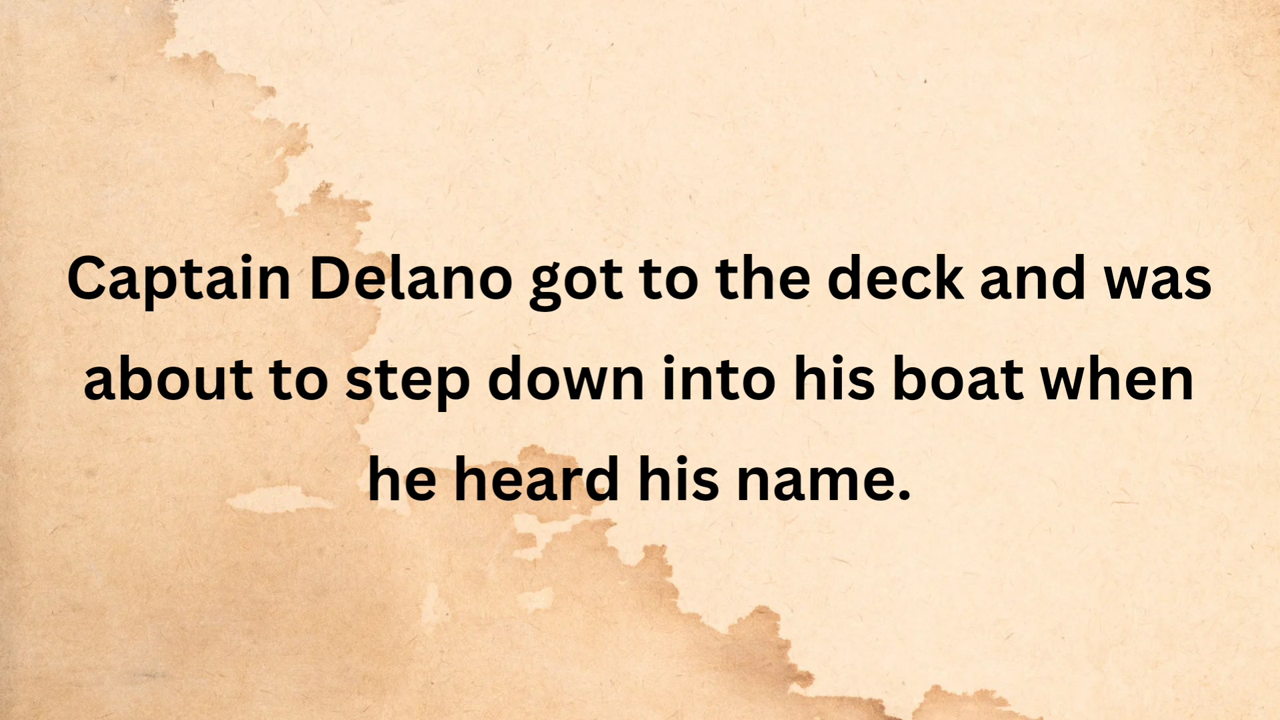 Captain Delano got to the deck and was
about to step down into his boat when
he heard his name.